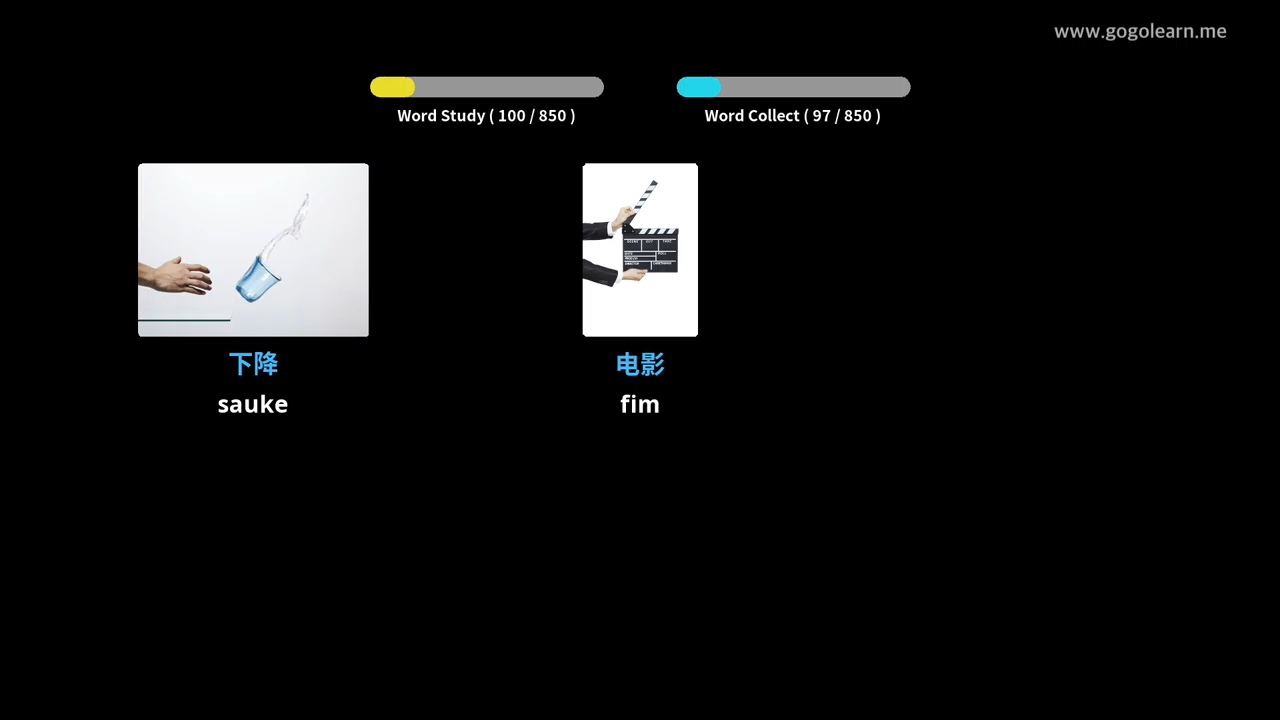 www.gogolearn.me
Word Study ( 100 / 850 )
Word Collect ( 97 / 850 )
下降
sauke
电影
fim